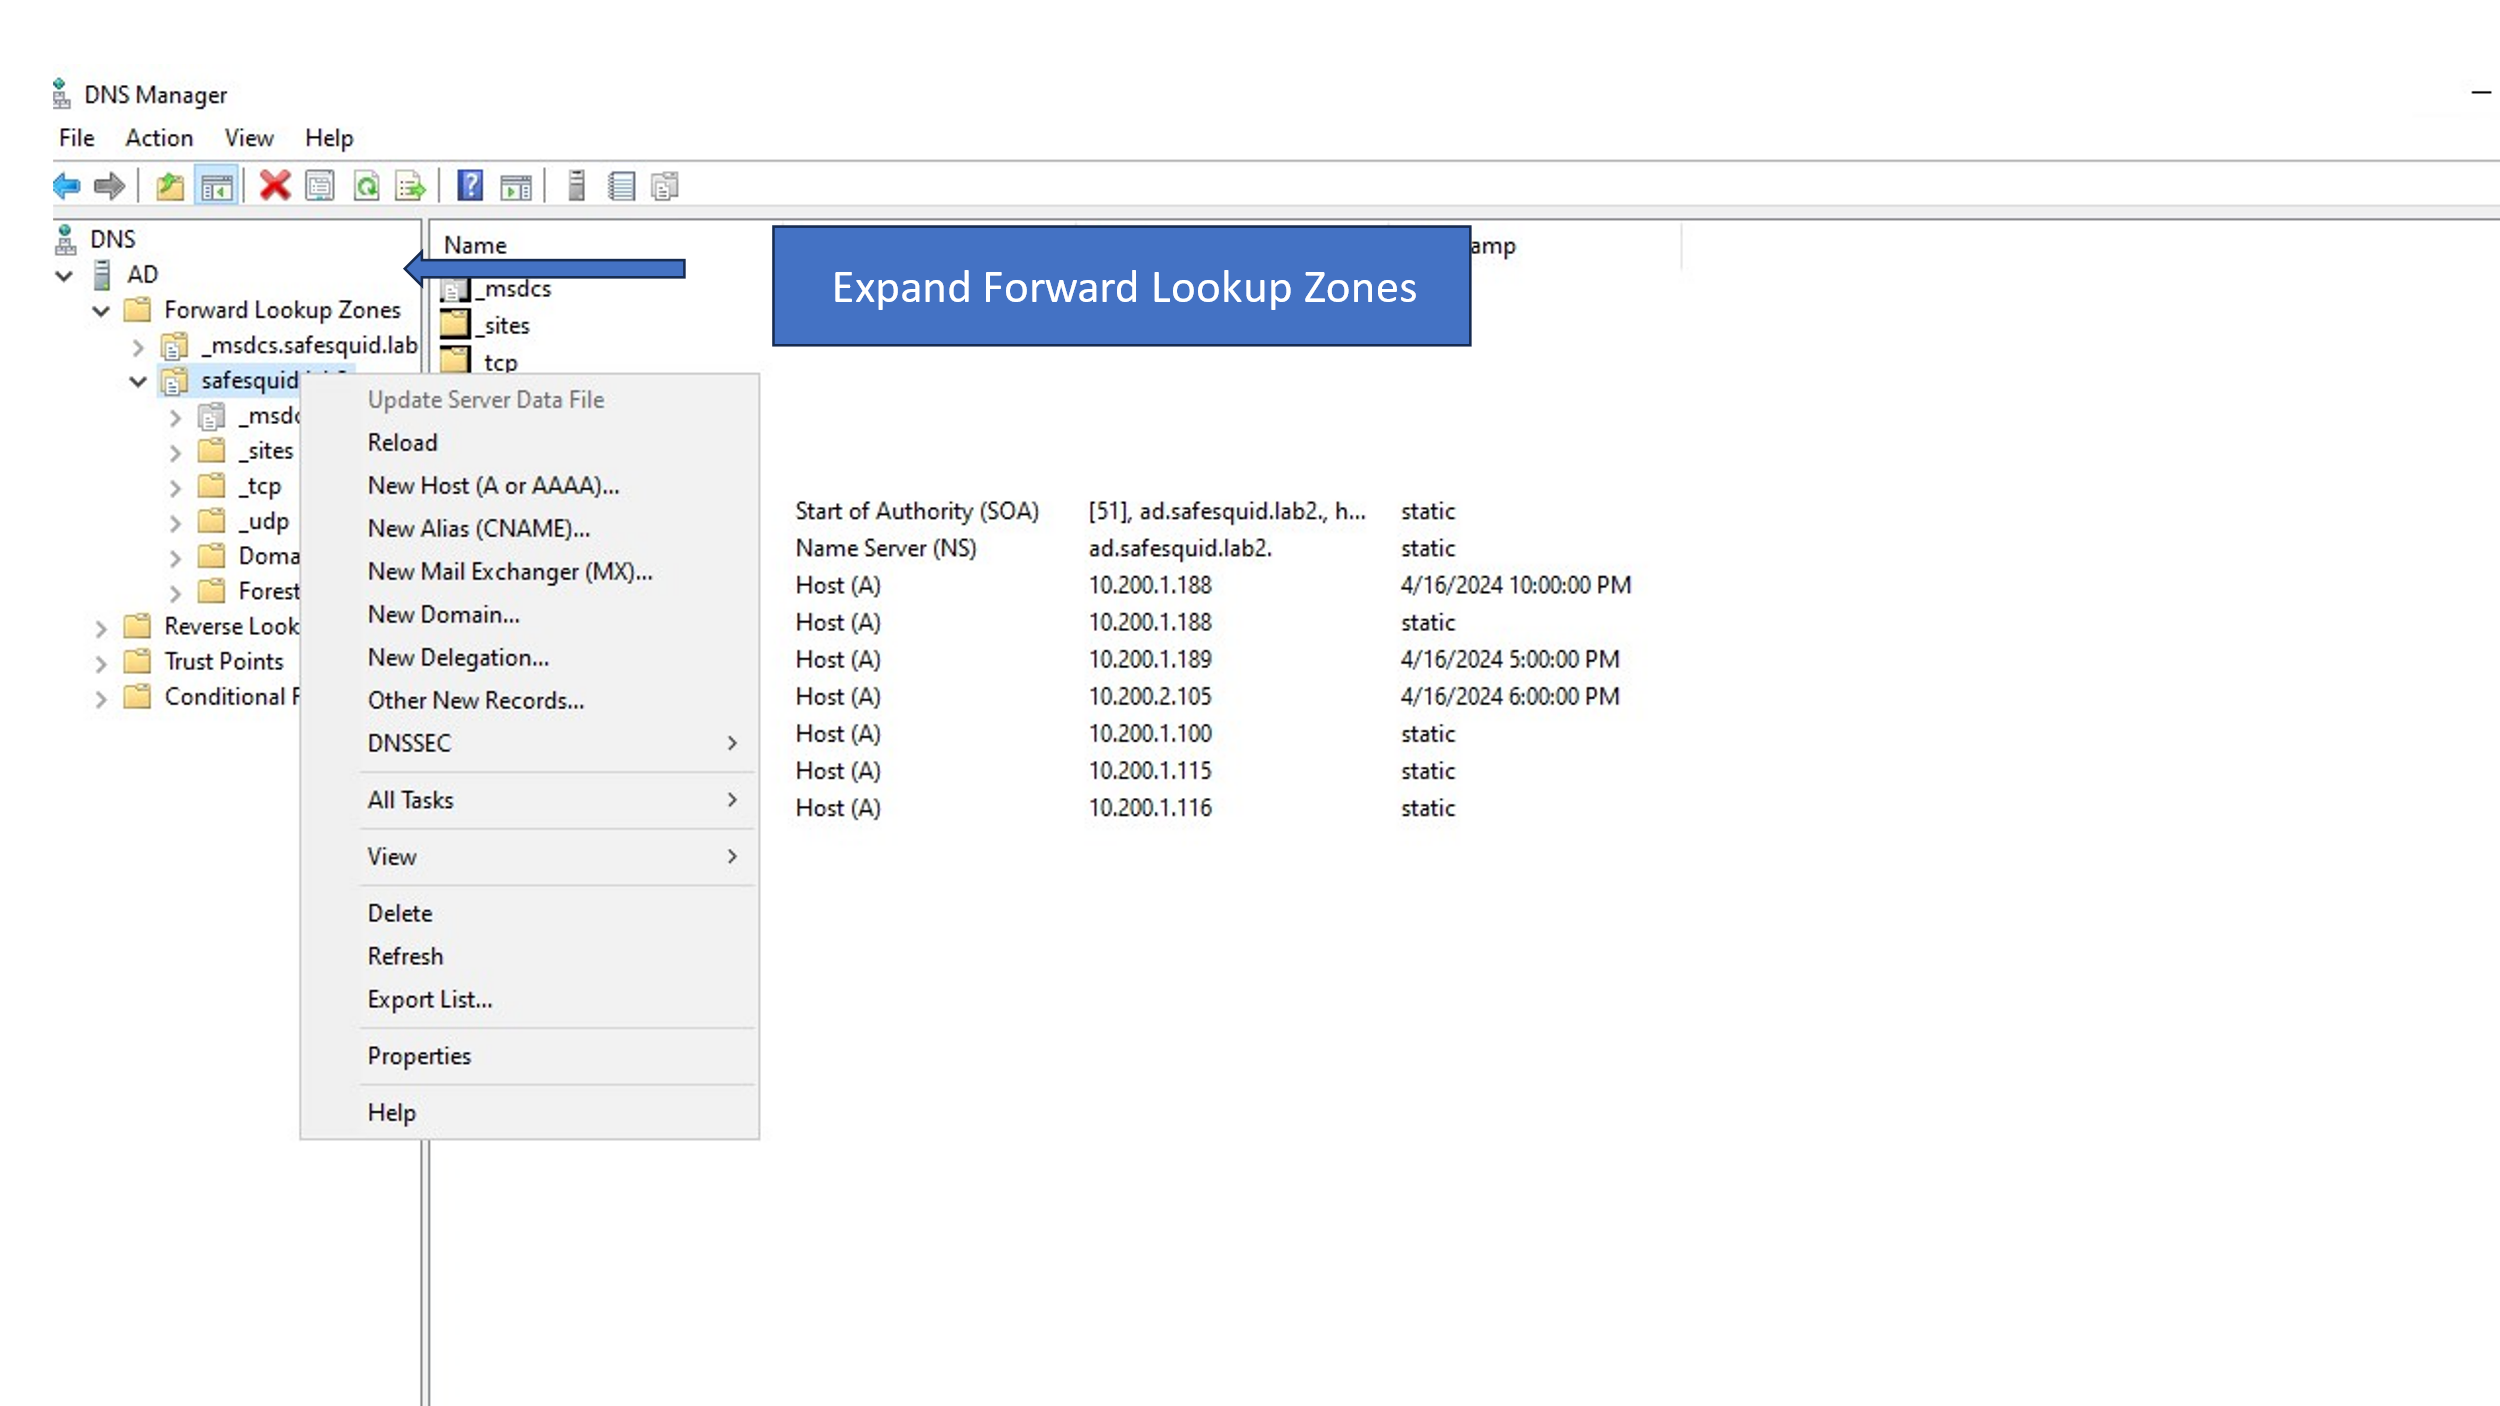 DNS Manager
File Action View Help
DNS
AD
Forward Lookup Zones
_msdcs.safesquid.lab
safesquid
_sites
_tcp
_udp
Trust Points
Conditional
Reverse
Name
_msdcs
_sites
tcp
Expand Forward Lookup Zones
Update Server Data File
Reload
New Host (A or AAAA)...
New Alias (CNAME)...
New Mail Exchanger (MX)...
New Domain...
New Delegation...
Other New Records...
DNSSEC
All Tasks
View
Delete
Refresh
Export List...
Properties
Help
Start of Authority (SOA) [51], ad.safesquid.lab2., h... static
Name Server (NS) ad.safesquid.lab2. static
Host (A) 10.200.1.188 4/16/2024 10:00:00 PM
Host (A) 10.200.1.188 static
Host (A) 10.200.1.189 4/16/2024 5:00:00 PM
Host (A) 10.200.2.105 4/16/2024 6:00:00 PM
Host (A) 10.200.1.100 static
Host (A) 10.200.1.115 static
Host (A) 10.200.1.116 static